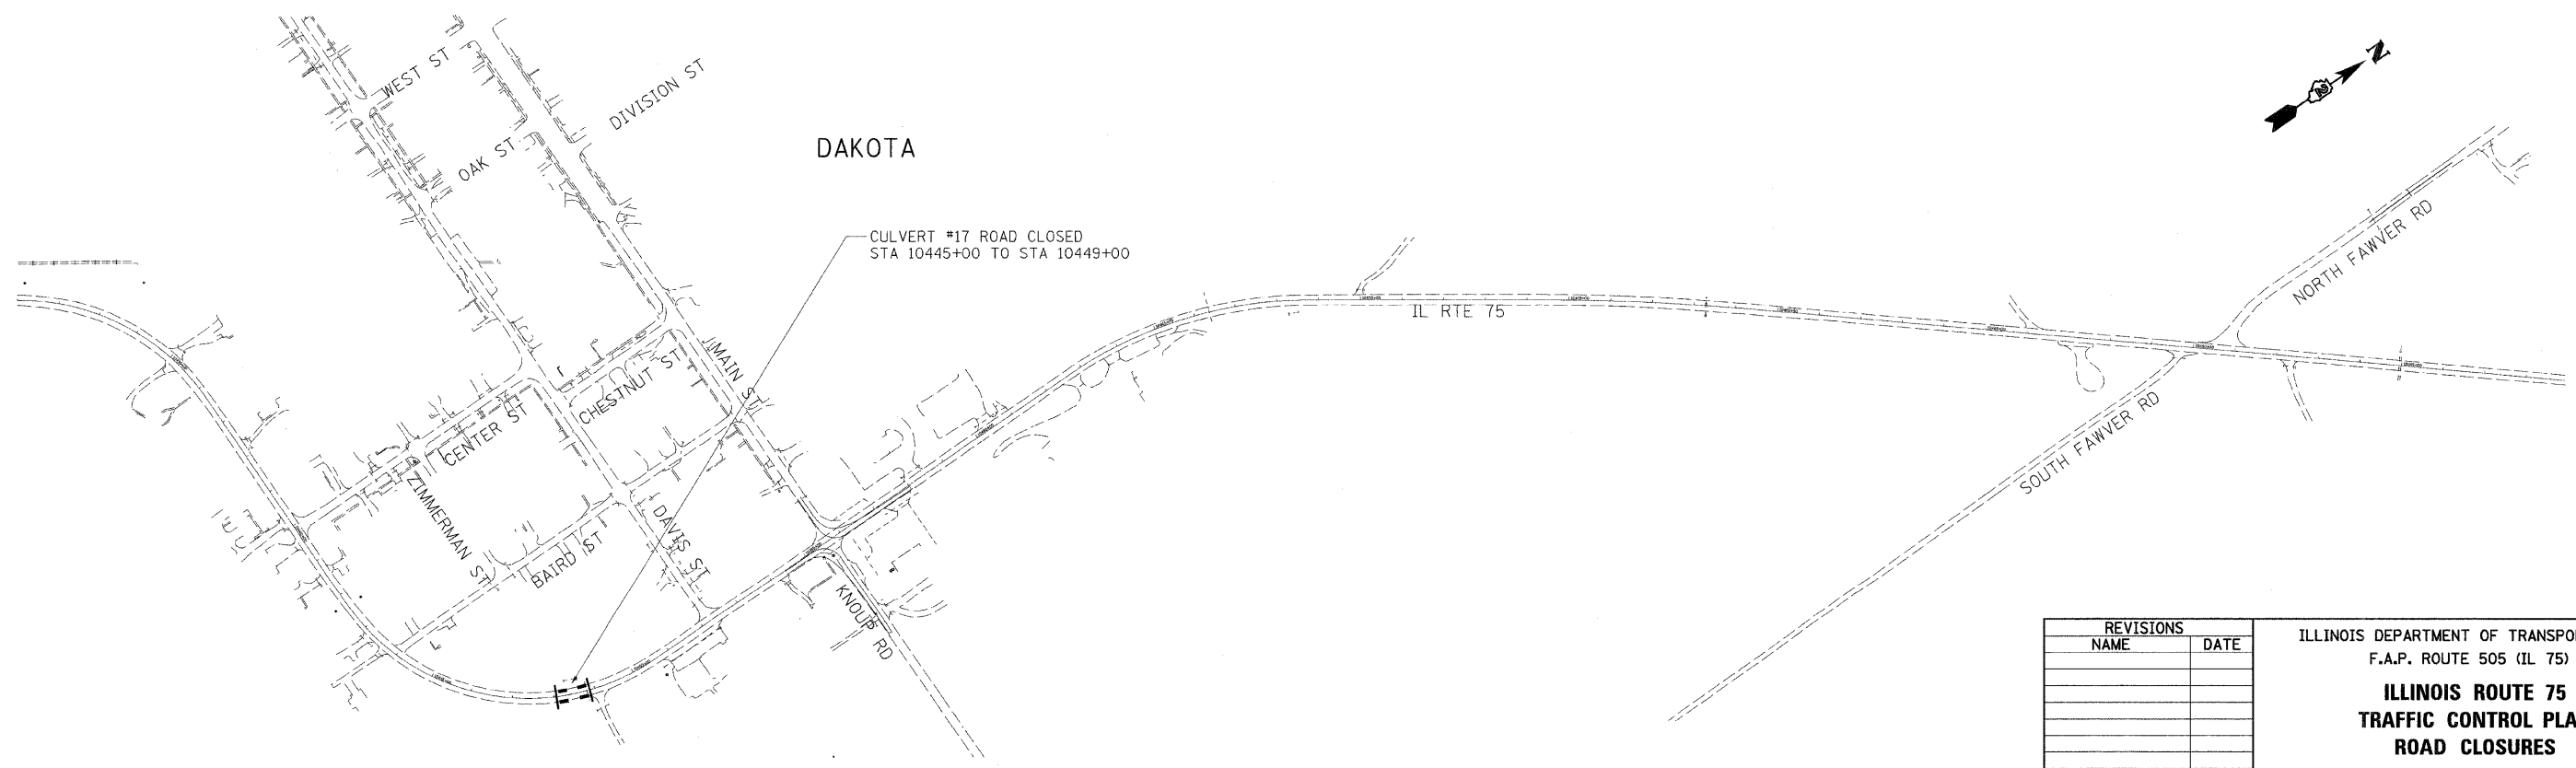 WEST ST
DIVISION ST
OAK ST
DAKOTA
N
CULVERT #17 ROAD CLOSED
STA 10445+00 TO STA 10449+00
NORTH FAWVER RD
IL RTE 75
MAIN ST
CHESTNUT ST
CENTER ST
SOUTH FAWVER RD
ZIMMERMAN ST
DAVIS ST
BAIRD ST
KNOUP RD
REVISIONS
NAME DATE
ILLINOIS DEPARTMENT OF TRANSPO
F.A.P. ROUTE 505 (IL 75)
ILLINOIS ROUTE 75
TRAFFIC CONTROL PLA
ROAD CLOSURES